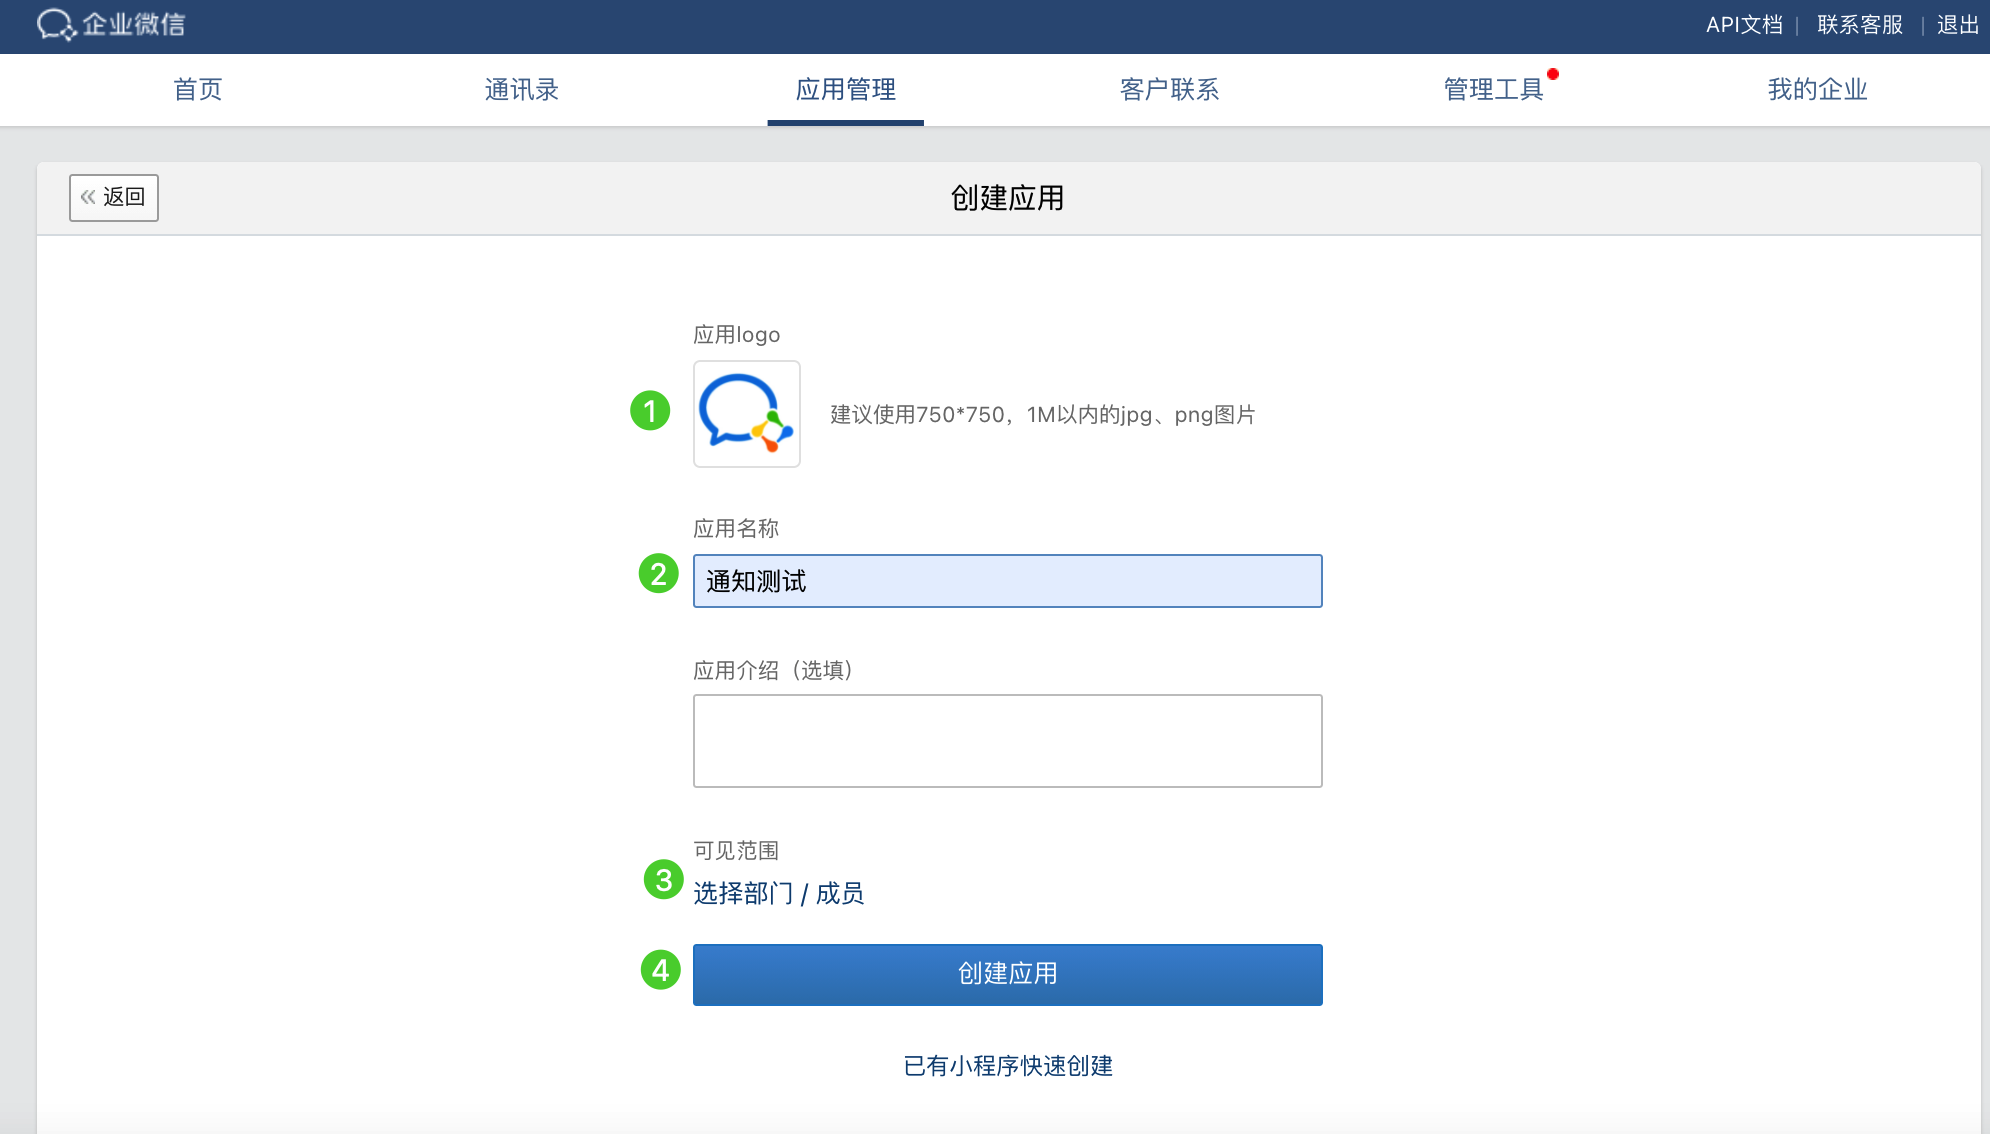 企业微信
API文档 | 联系客服 | 退出
首页 通讯录 应用管理 客户联系 管理工具 我的企业
« 返回
创建应用
应用logo
1
建议使用750*750，1M以内的jpg、png图片
应用名称
2
通知测试
应用介绍（选填）
可见范围
3
选择部门 / 成员
4
创建应用
已有小程序快速创建